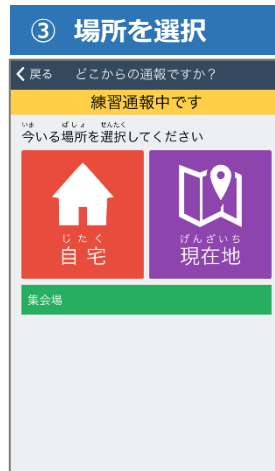 ③ 場所を選択
戻る どこからの通報ですか？
練習通報中です
いま ばしょ せんたく
今いる場所を選択してください
じたく
自宅
げんざいち
現在地
集会場